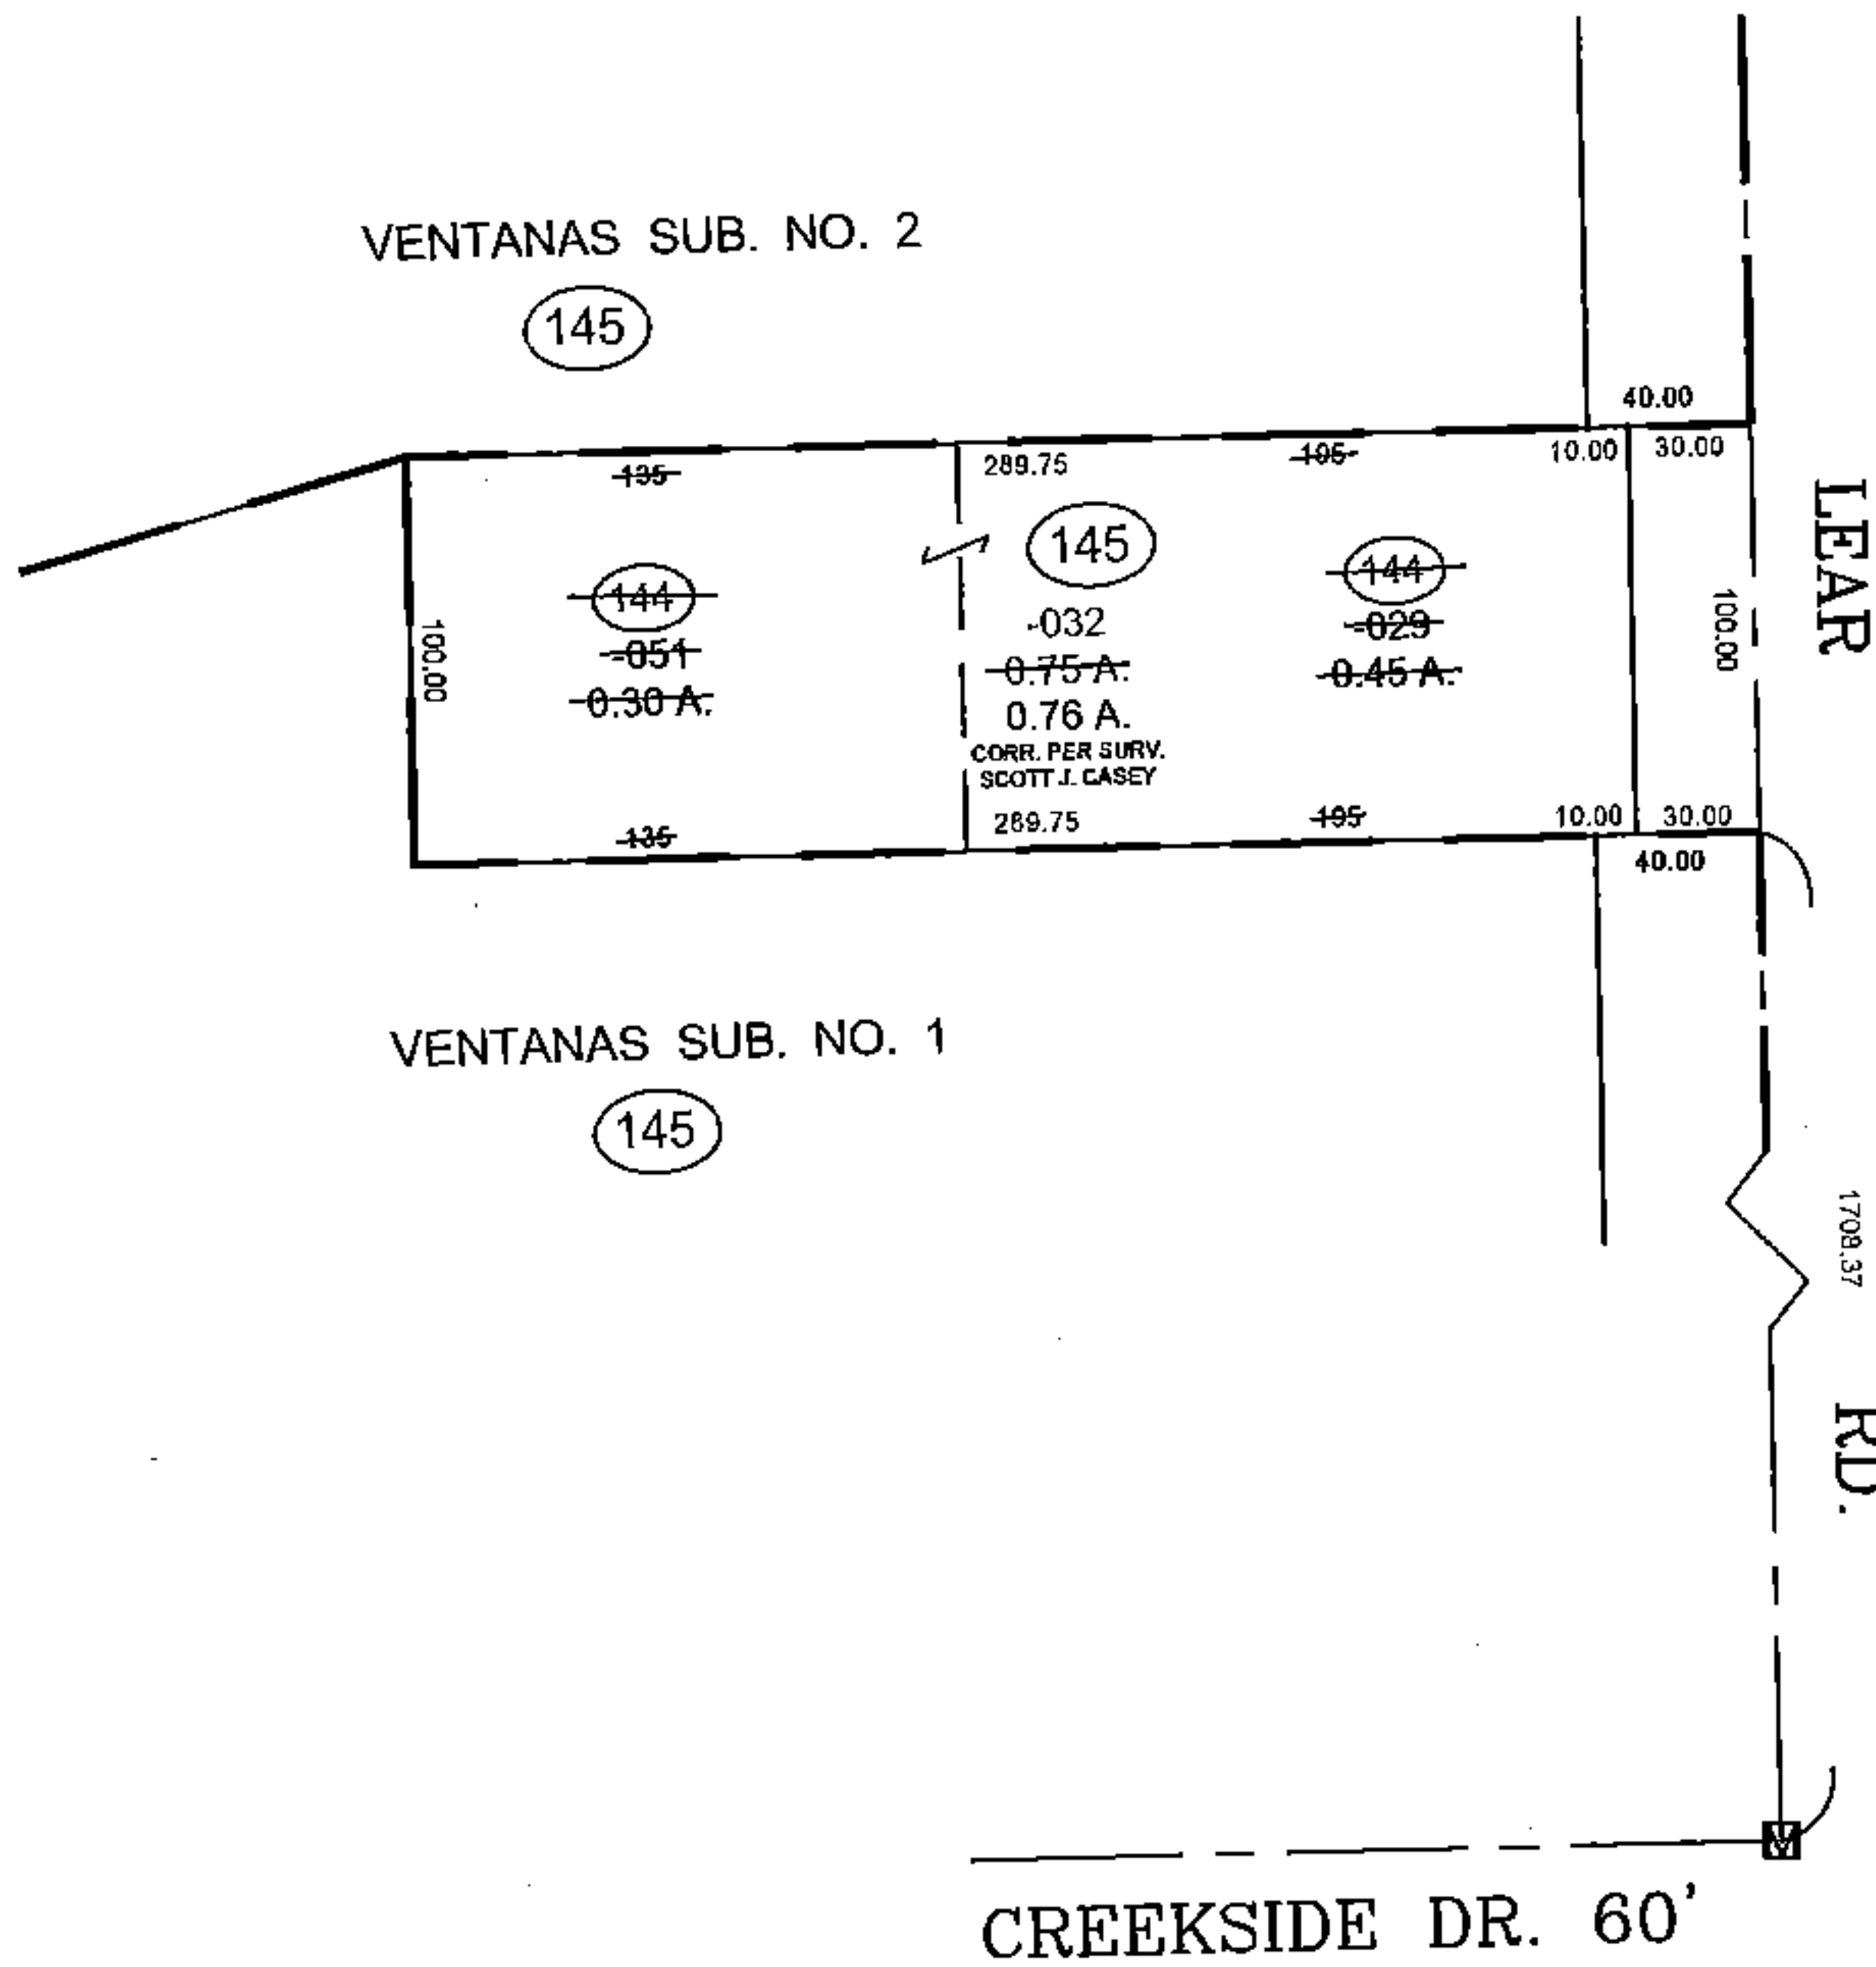 VENTANAS SUB. NO. 2
145
40.00
10.00 30.00
135
289.75
195
LEAR RD.
100.00
144
-051
0.30 A.
145
-032
0.75 A.
0.76 A.
CORR. PER SURV.
SCOTT J. CASEY
144
-029
0.45 A.
100.00
135
289.75
195
10.00 30.00
40.00
VENTANAS SUB. NO. 1
145
1708.37
CREEKSIDE DR. 60'